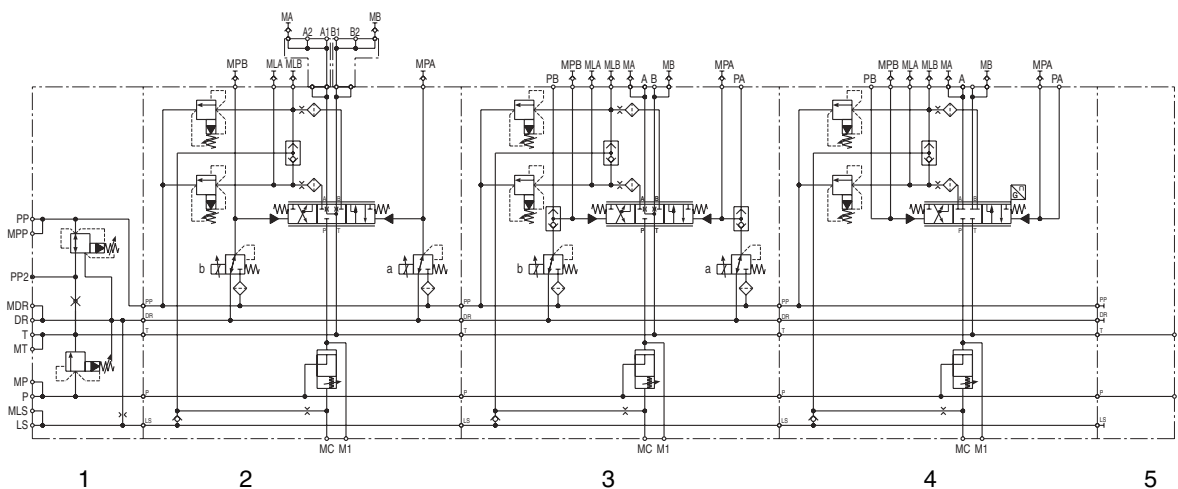 MA A2 A1 B1 B2 MB
MPB MLA MLB MPA
PB MPB MLA MLB MA A B MB MPA PA
PB MPB MLA MLB MA A MB MPA PA
A B
P T
A B
P T
A B
P T
n
G
b a
b a
PP
MPP
PP2
MDR
DR
T
MT
MP
P
MLS
LS
PP
DR
T
P
LS
PP
DR
T
P
LS
PP
DR
T
P
LS
PP
DR
T
MC M1
MC M1
MC M1
1 2 3 4 5